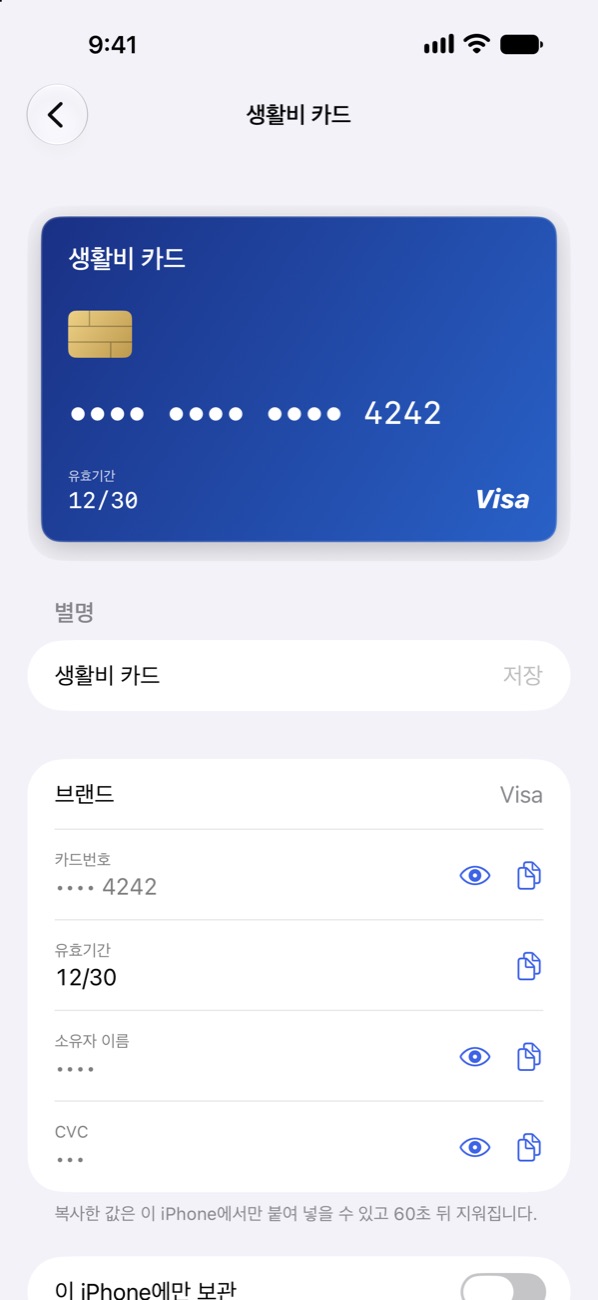 9:41
생활비 카드
생활비 카드
•••• •••• •••• 4242
유효기간
12/30
Visa
별명
생활비 카드 저장
브랜드 Visa
카드번호
•••• 4242
유효기간
12/30
소유자 이름
••••
CVC
•••
복사한 값은 이 iPhone에서만 붙여 넣을 수 있고 60초 뒤 지워집니다.
이 iPhone에만 보관